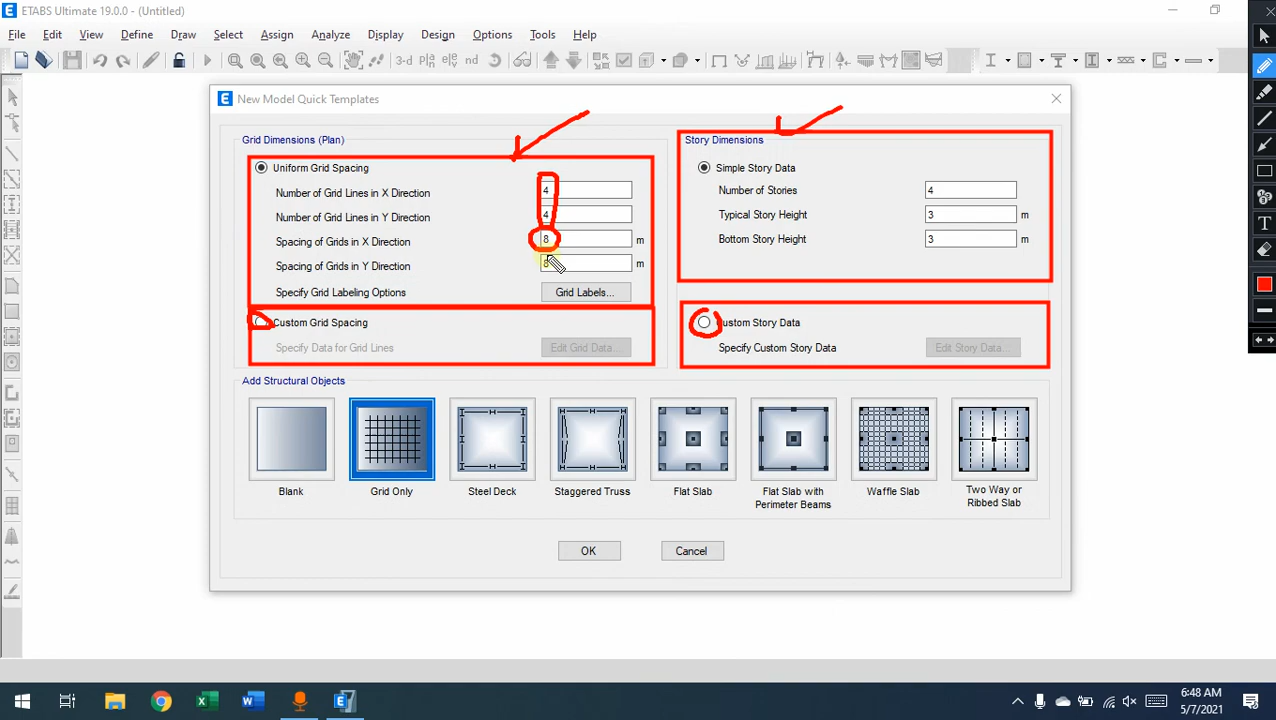 ETABS Ultimate 19.0.0 - (Untitled)
File Edit View Define Draw Select Assign Analyze Display Design Options Tools Help
3-d
nd
New Model Quick Templates
Grid Dimensions (Plan)
Uniform Grid Spacing
Number of Grid Lines in X Direction 4
Number of Grid Lines in Y Direction 4
Spacing of Grids in X Direction 8 m
Spacing of Grids in Y Direction m
Specify Grid Labeling Options Grid Labels...
Custom Grid Spacing
Specify Data for Grid Lines Edit Grid Data...
Story Dimensions
Simple Story Data
Number of Stories 4
Typical Story Height 3 m
Bottom Story Height 3 m
Custom Story Data
Specify Custom Story Data Edit Story Data...
Add Structural Objects
Blank
Grid Only
Steel Deck
Staggered Truss
Flat Slab
Flat Slab with
Perimeter Beams
Waffle Slab
Two Way or
Ribbed Slab
OK Cancel
6:48 AM
5/7/2021